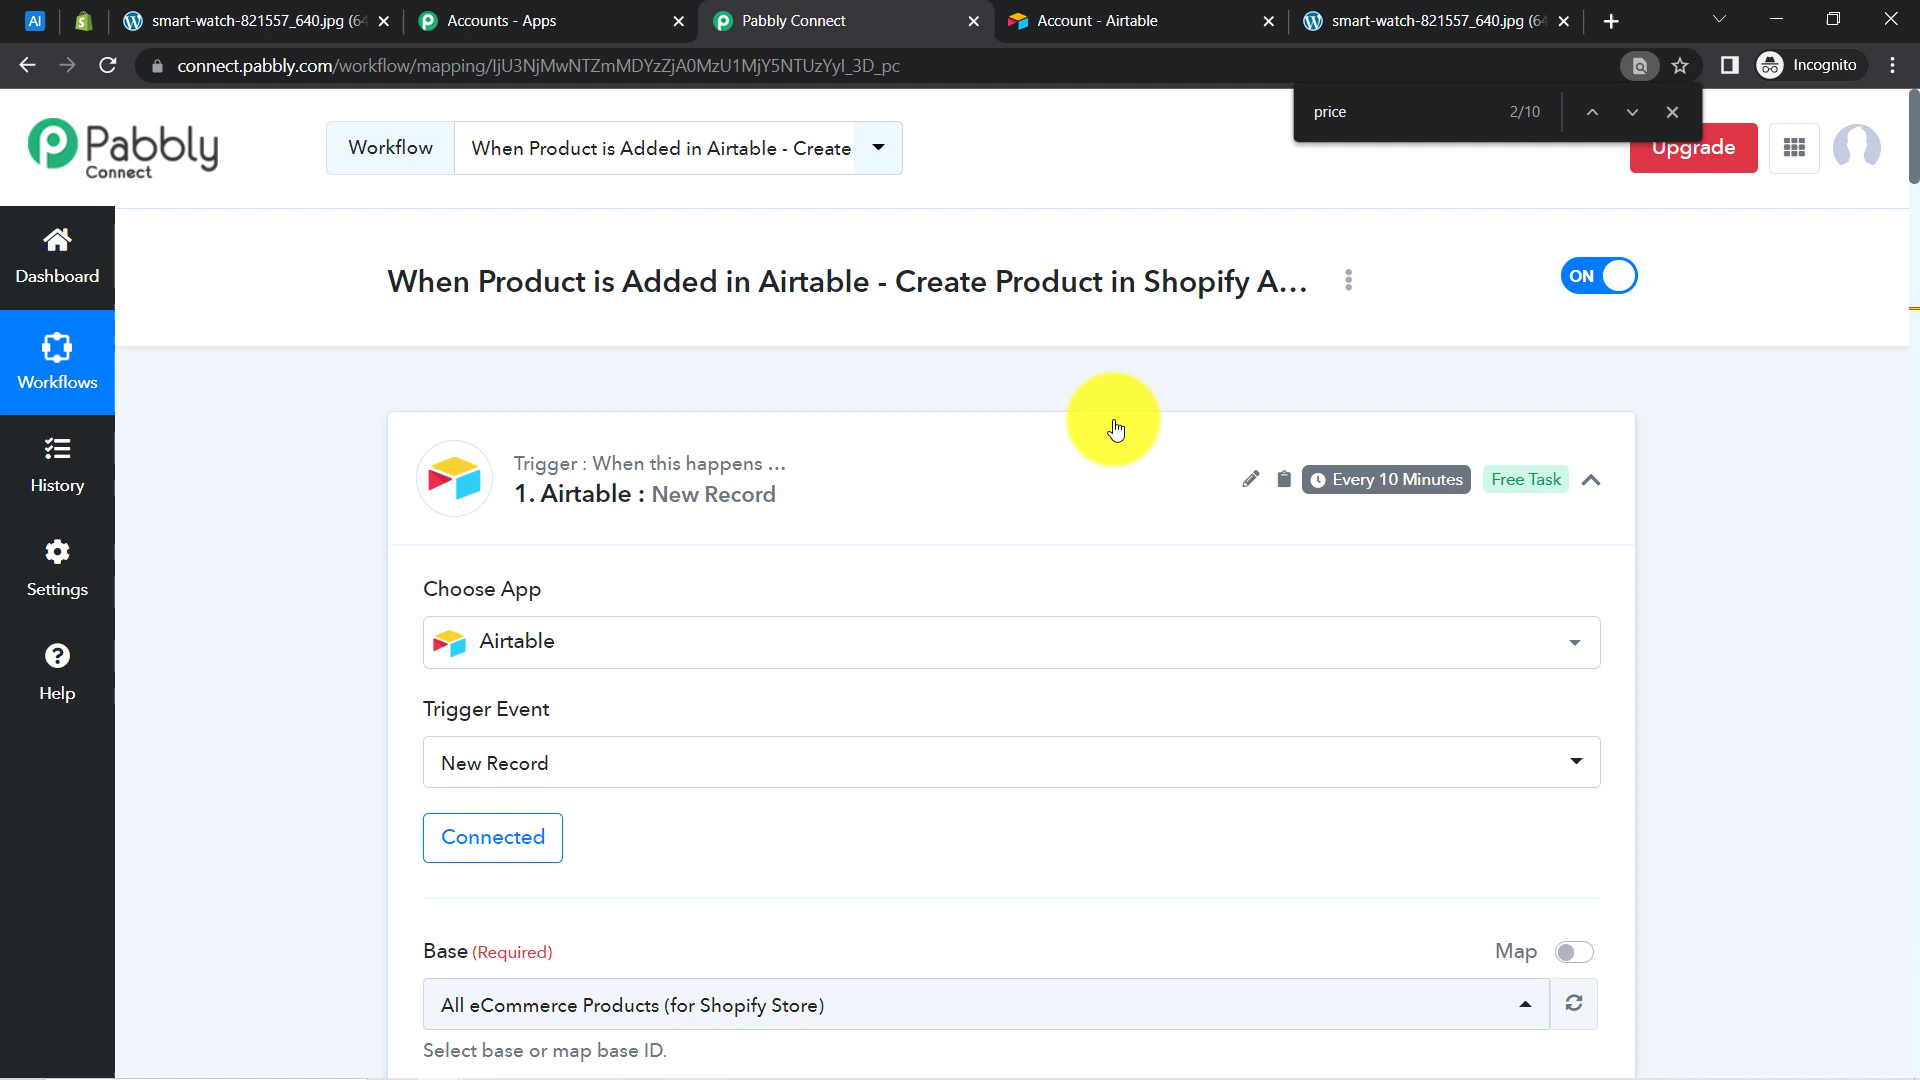 AI
smart-watch-821557_640.jpg (64
Accounts - Apps
Pabbly Connect
Account - Airtable
smart-watch-821557_640.jpg (64
connect.pabbly.com/workflow/mapping/IjU3NjMwNTZmMDYzZjA0MzU1MjY5NTUzYyI_3D_pc
Incognito
price
2/10
Pabbly
Connect
Workflow
When Product is Added in Airtable - Create
Upgrade
Dashboard
Workflows
History
Settings
Help
When Product is Added in Airtable - Create Product in Shopify A...
ON
Trigger : When this happens ...
1. Airtable : New Record
Every 10 Minutes
Free Task
Choose App
Airtable
Trigger Event
New Record
Connected
Base (Required)
Map
All eCommerce Products (for Shopify Store)
Select base or map base ID.